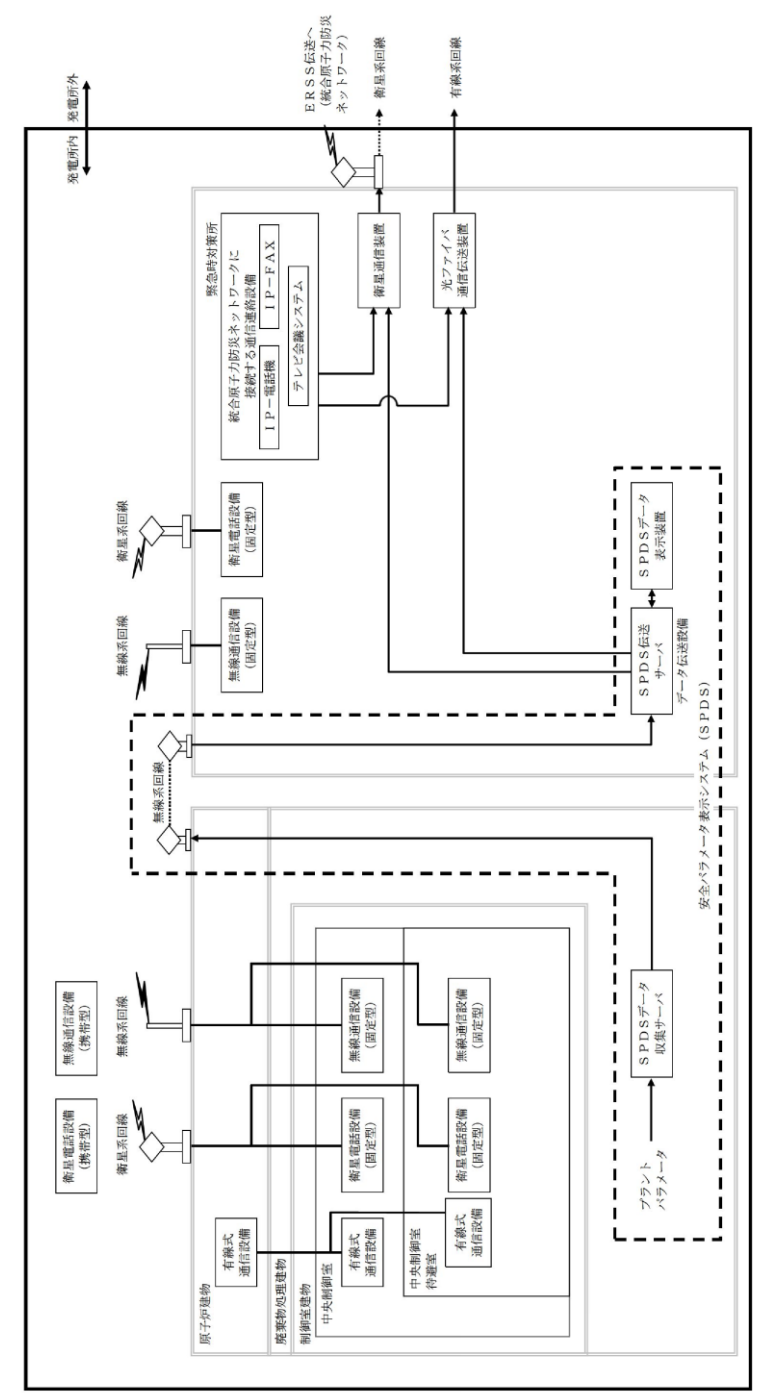 発電所内
発電所外
無線通信設備
(携帯型)
衛星電話設備
(携帯型)
無線系回線
衛星系回線
無線系回線
無線系回線
衛星系回線
ERSS伝送へ
(統合原子力防災
ネットワーク)
衛星系回線
有線系回線
原子炉建物
有線式
通信設備
廃棄物処理建物
制御室建物
中央制御室
有線式
通信設備
衛星電話設備
(固定型)
無線通信設備
(固定型)
中央制御室
待避室
有線式
通信設備
衛星電話設備
(固定型)
無線通信設備
(固定型)
無線通信設備
(固定型)
衛星電話設備
(固定型)
緊急時対策所
統合原子力防災ネットワークに
接続する通信連絡設備
IP-電話機
IP-FAX
テレビ会議システム
衛星通信装置
光ファイバ
通信伝送装置
プラント
パラメータ
SPDSデータ
収集サーバ
SPDS伝送
サーバ
データ伝送設備
SPDSデータ
表示装置
安全パラメータ表示システム(SPDS)